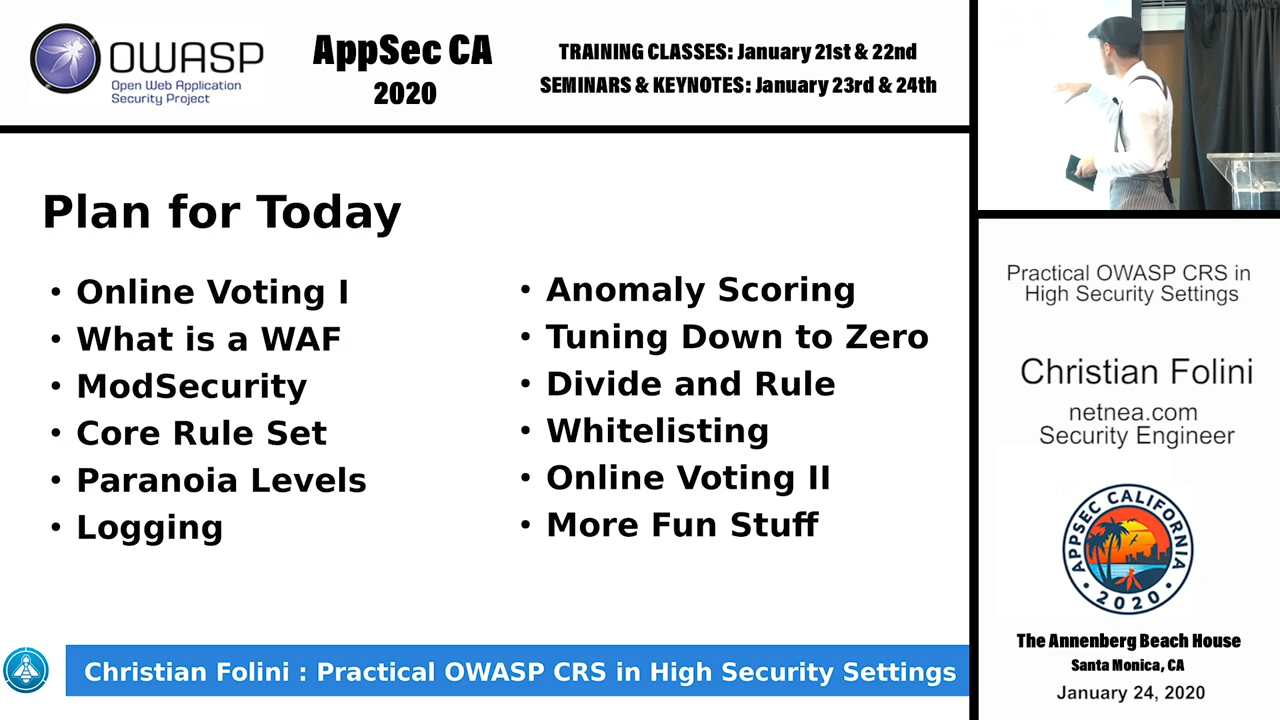 OWASP
Open Web Application
Security Project
AppSec CA
2020
TRAINING CLASSES: January 21st & 22nd
SEMINARS & KEYNOTES: January 23rd & 24th
Plan for Today
• Online Voting I
• What is a WAF
• ModSecurity
• Core Rule Set
• Paranoia Levels
• Logging
• Anomaly Scoring
• Tuning Down to Zero
• Divide and Rule
• Whitelisting
• Online Voting II
• More Fun Stuff
Christian Folini : Practical OWASP CRS in High Security Settings
Practical OWASP CRS in
High Security Settings
Christian Folini
netnea.com
Security Engineer
APPSEC CALIFORNIA
• 2020 •
The Annenberg Beach House
Santa Monica, CA
January 24, 2020